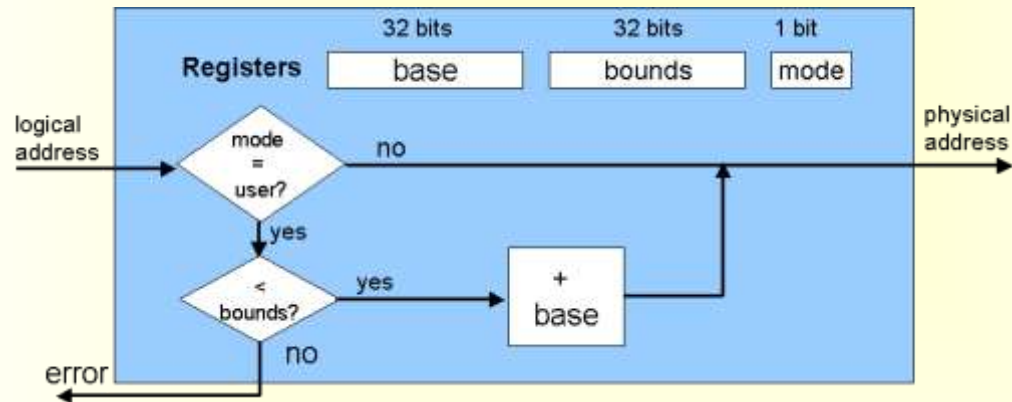 32 bits
32 bits
1 bit
Registers
base
bounds
mode
logical
address
physical
address
mode
=
user?
no
yes
<
bounds?
yes
+
base
no
error